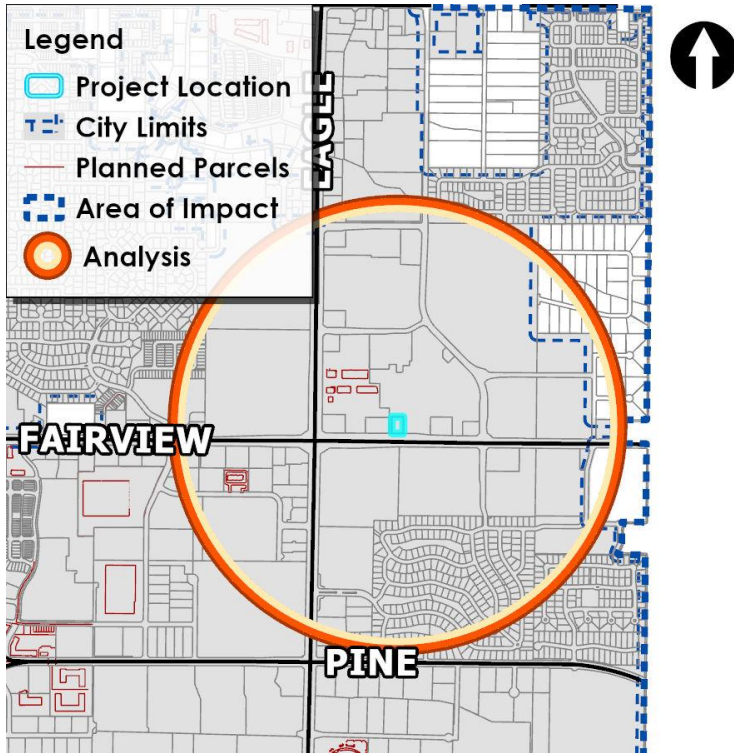 Legend
Project Location
City Limits
Planned Parcels
Area of Impact
Analysis
EAGLE
FAIRVIEW
PINE